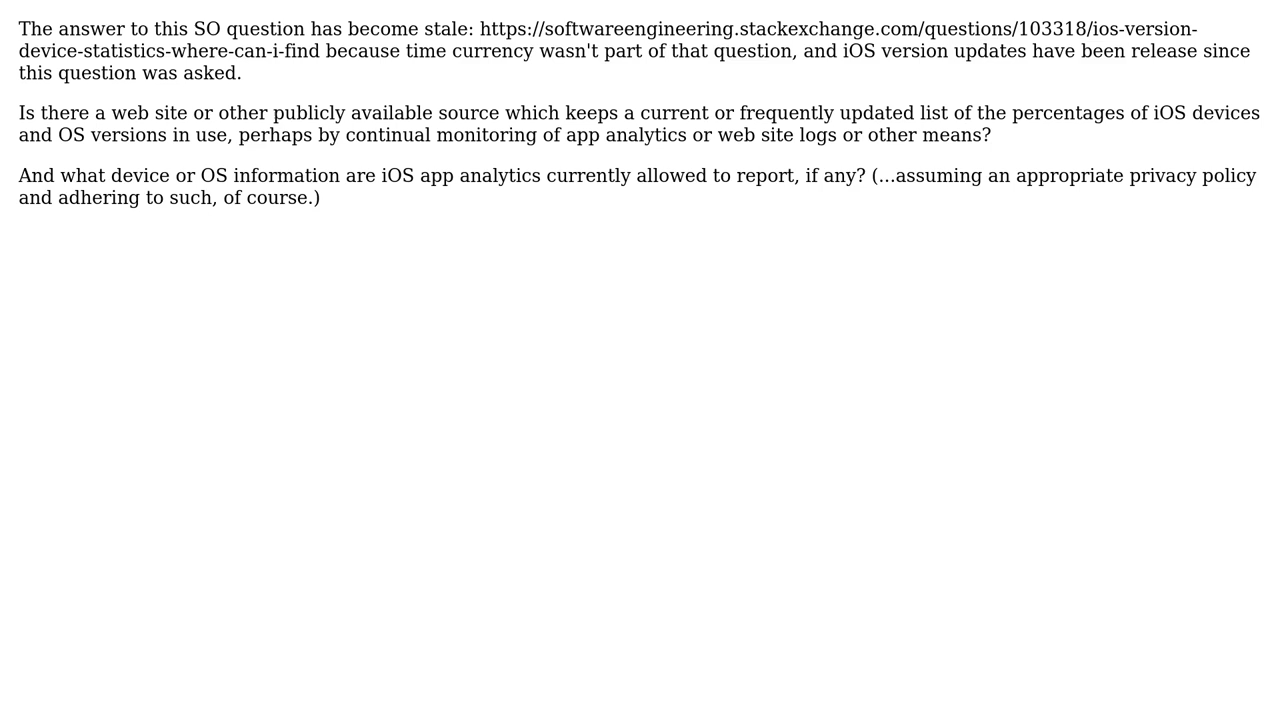 The answer to this SO question has become stale: https://softwareengineering.stackexchange.com/questions/103318/ios-version-
device-statistics-where-can-i-find because time currency wasn't part of that question, and iOS version updates have been release since
this question was asked.
Is there a web site or other publicly available source which keeps a current or frequently updated list of the percentages of iOS devices
and OS versions in use, perhaps by continual monitoring of app analytics or web site logs or other means?
And what device or OS information are iOS app analytics currently allowed to report, if any? (...assuming an appropriate privacy policy
and adhering to such, of course.)